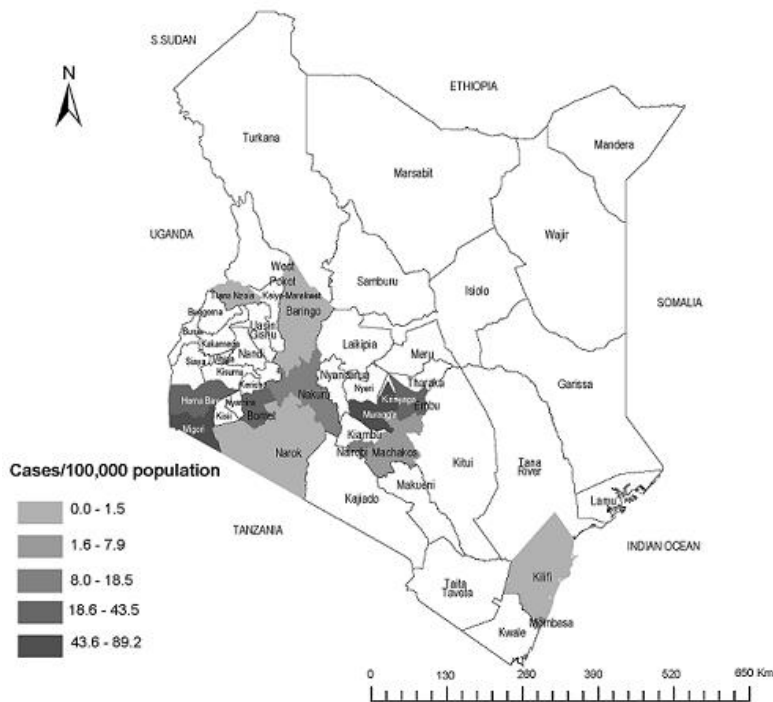 S.SUDAN
ETHIOPIA
N
Turkana
Mandera
Marsabit
UGANDA
Wajir
West
Pokot
Samburu
Isiolo
SOMALIA
Trans Nzoia
Keiyo-Marakwet
Baringo
Bungoma
Uasin
Gishu
Busia
Kakamega
Laikipia
Meru
Nandi
Siaya
Vihiga
Kisumu
Nyandarua
Tharaka
Garissa
Kericho
Nyeri
Homa Bay
Nakuru
Kirinyaga
Embu
Nyamira
Bomet
Murang'a
Kisii
Migori
Kiambu
Narok
Nairobi
Machakos
Kitui
Tana
River
Cases/100,000 population
Makueni
Kajiado
Lamu
0.0 - 1.5
TANZANIA
INDIAN OCEAN
1.6 - 7.9
8.0 - 18.5
Kilifi
Taita
Taveta
18.6 - 43.5
Mombasa
Kwale
43.6 - 89.2
0 130 260 390 520 650 Km